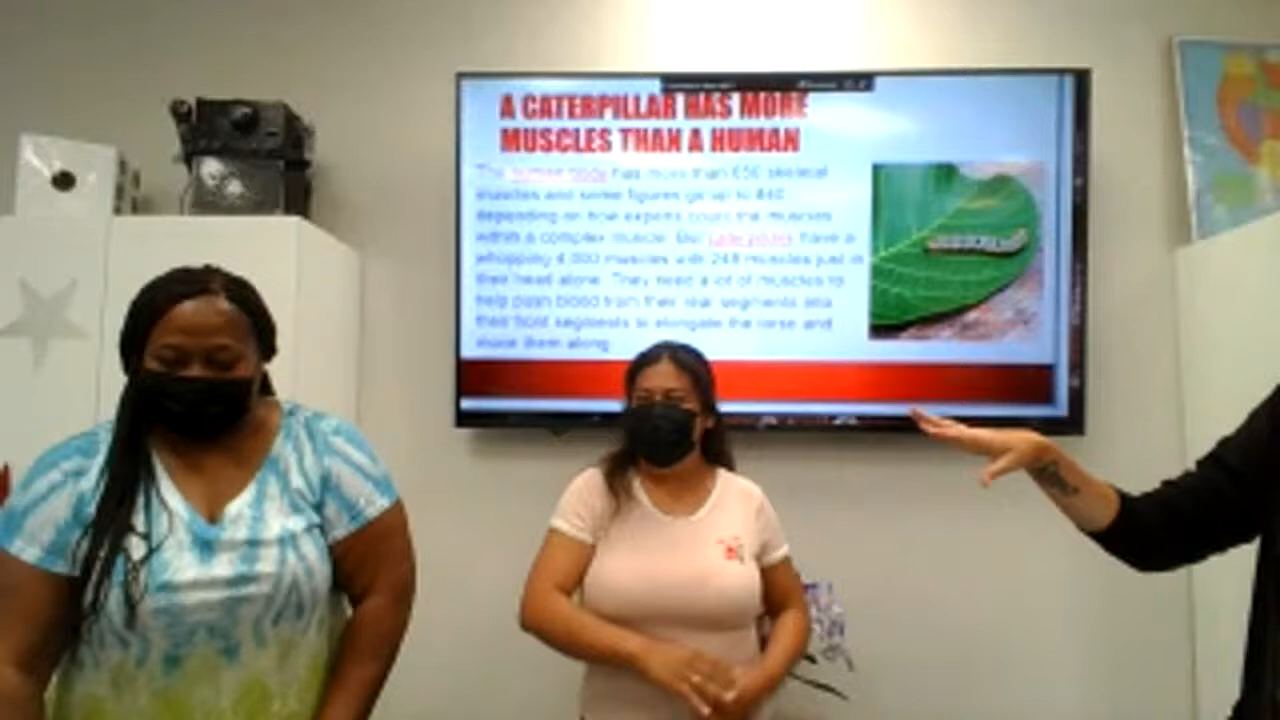 A CATERPILLAR HAS MORE
MUSCLES THAN A HUMAN
The human body has more than 650 skeletal
muscles and some figures go up to 840
depending on how experts count the muscles
within a complex muscle. But caterpillars have a
whopping 4,000 muscles with 248 muscles just in
their head alone. They need a lot of muscles to
help push blood from their rear segments into
their front segments to elongate the torso and
move them along.